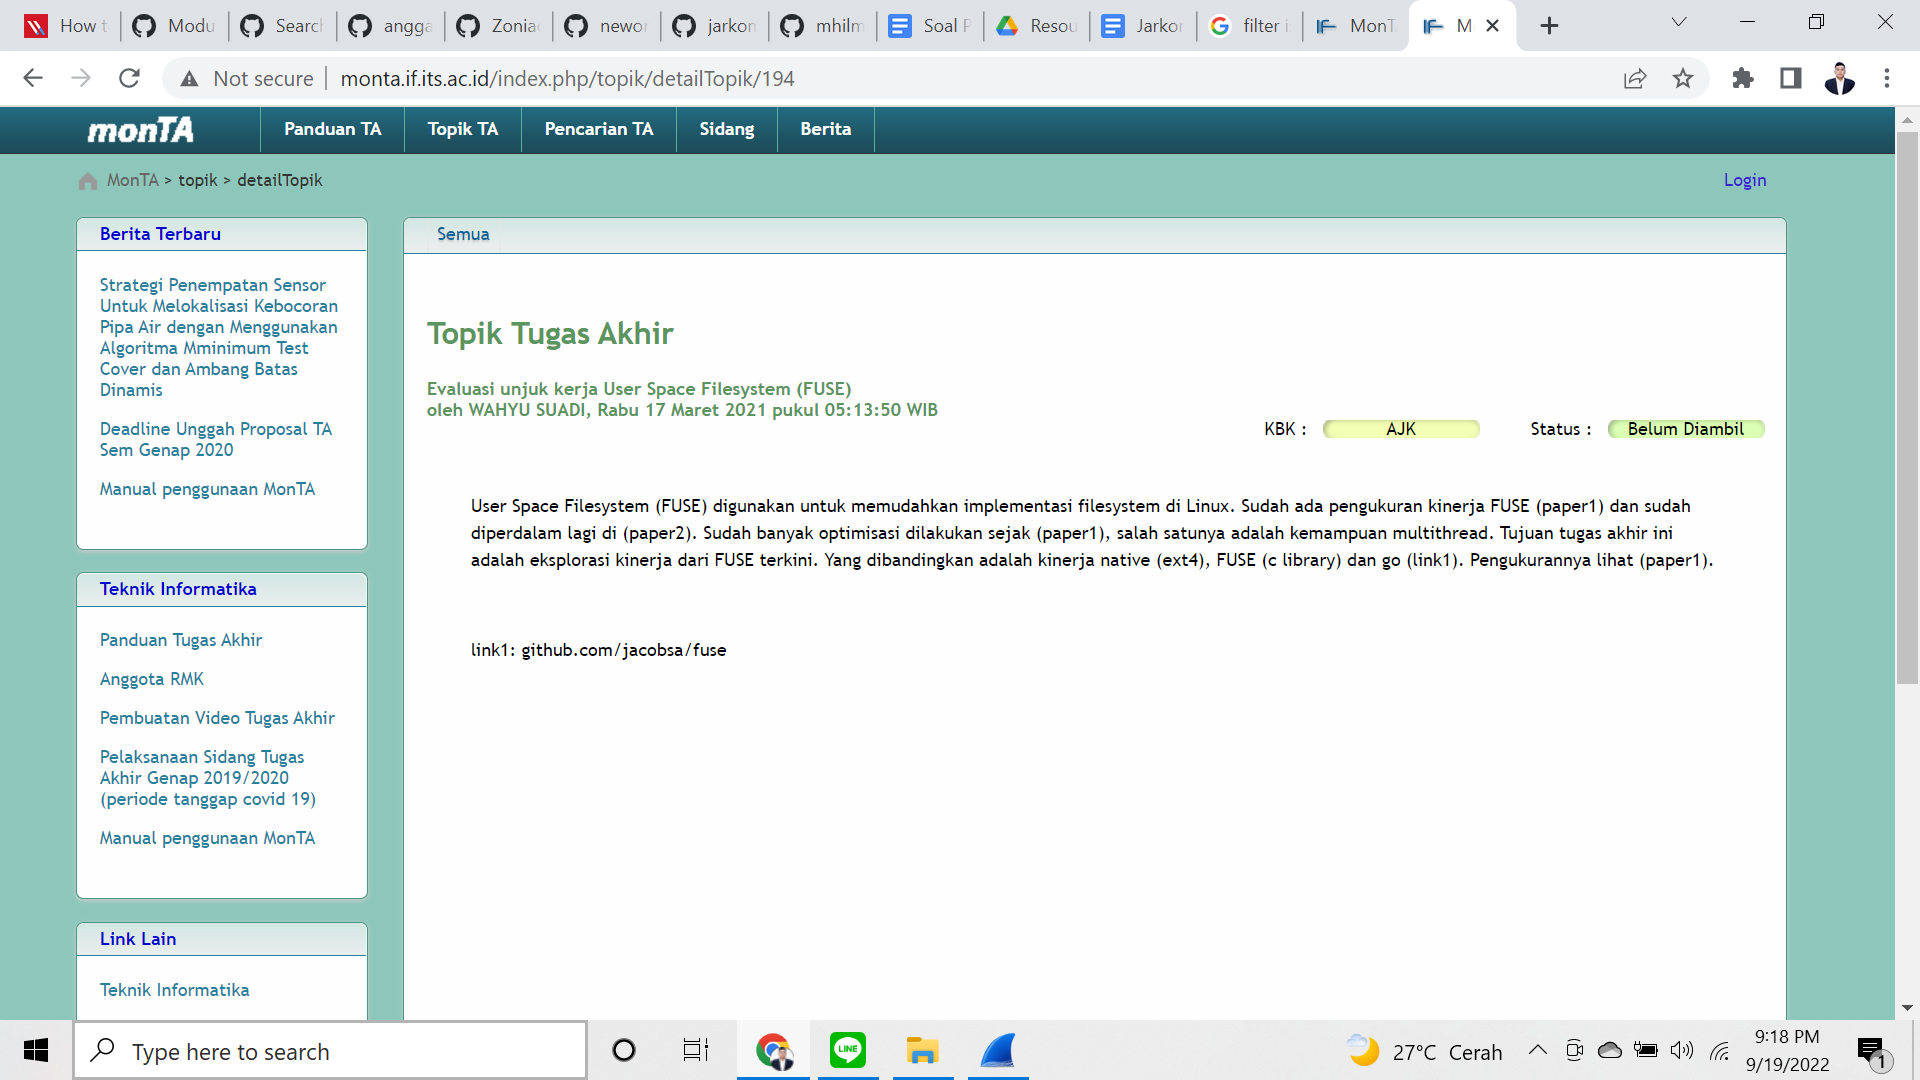 How t
Modu
Search
angga
Zonia
newor
jarkon
mhilm
Soal P
Resou
Jarkor
filter i
MonT
M
Not secure
monta.if.its.ac.id/index.php/topik/detailTopik/194
monTA
Panduan TA
Topik TA
Pencarian TA
Sidang
Berita
MonTA > topik > detailTopik
Login
Berita Terbaru
Strategi Penempatan Sensor
Untuk Melokalisasi Kebocoran
Pipa Air dengan Menggunakan
Algoritma Mminimum Test
Cover dan Ambang Batas
Dinamis
Deadline Unggah Proposal TA
Sem Genap 2020
Manual penggunaan MonTA
Teknik Informatika
Panduan Tugas Akhir
Anggota RMK
Pembuatan Video Tugas Akhir
Pelaksanaan Sidang Tugas
Akhir Genap 2019/2020
(periode tanggap covid 19)
Manual penggunaan MonTA
Link Lain
Teknik Informatika
Semua
Topik Tugas Akhir
Evaluasi unjuk kerja User Space Filesystem (FUSE)
oleh WAHYU SUADI, Rabu 17 Maret 2021 pukul 05:13:50 WIB
KBK : AJK Status : Belum Diambil
User Space Filesystem (FUSE) digunakan untuk memudahkan implementasi filesystem di Linux. Sudah ada pengukuran kinerja FUSE (paper1) dan sudah
diperdalam lagi di (paper2). Sudah banyak optimisasi dilakukan sejak (paper1), salah satunya adalah kemampuan multithread. Tujuan tugas akhir ini
adalah eksplorasi kinerja dari FUSE terkini. Yang dibandingkan adalah kinerja native (ext4), FUSE (c library) dan go (link1). Pengukurannya lihat (paper1).
link1: github.com/jacobsa/fuse
Type here to search
LINE
27°C Cerah
9:18 PM
9/19/2022
1